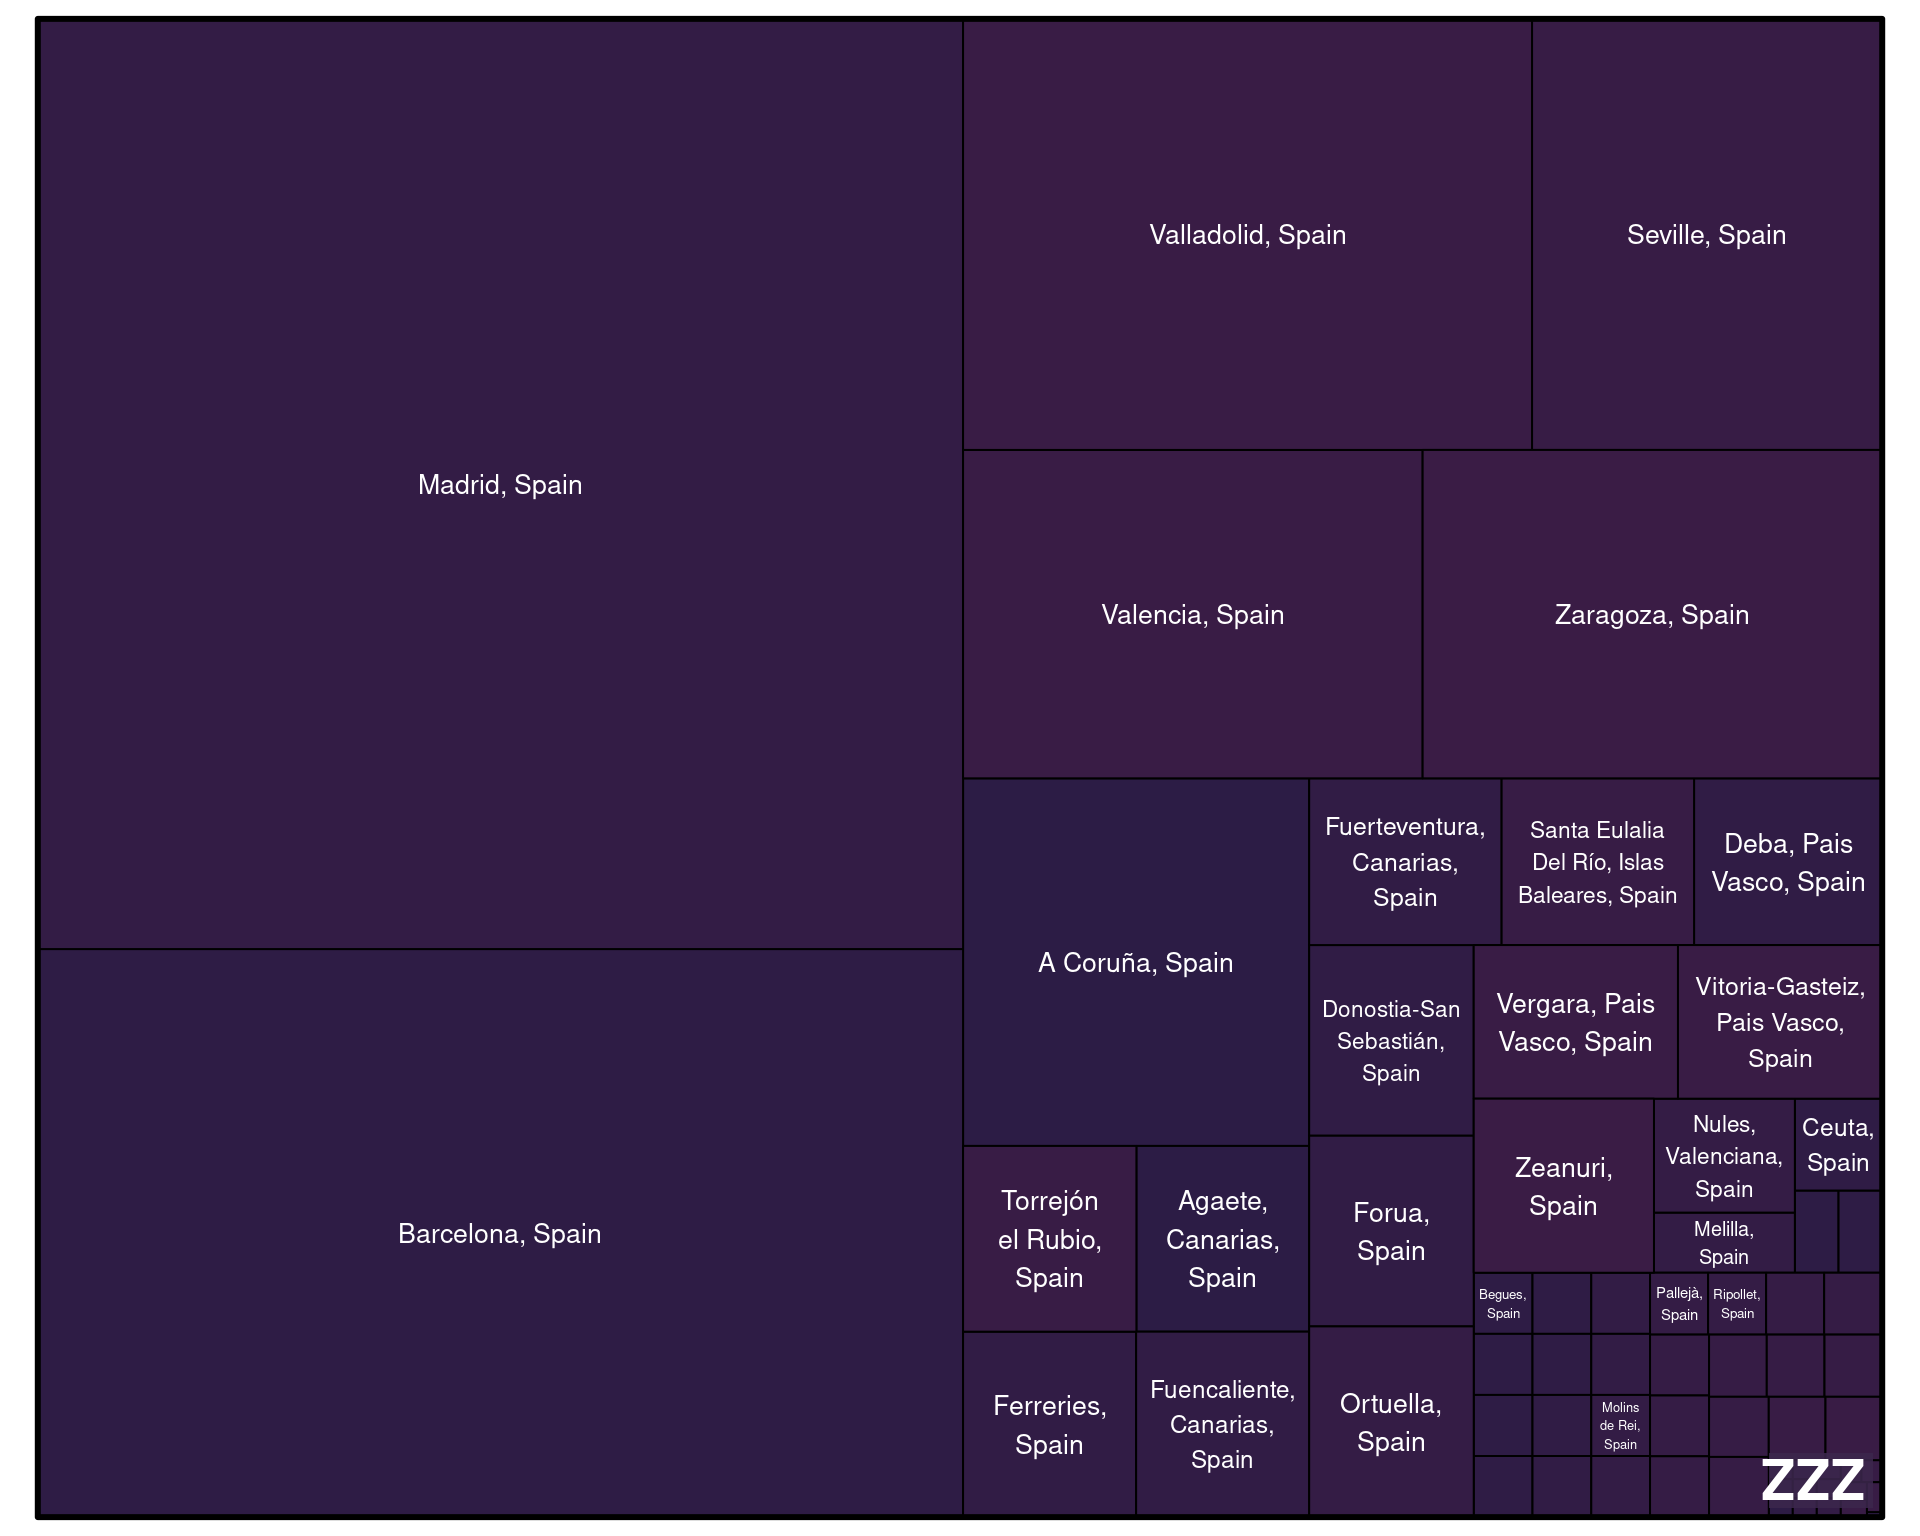 Madrid, Spain
Barcelona, Spain
Valladolid, Spain
Seville, Spain
Valencia, Spain
Zaragoza, Spain
A Coruña, Spain
Fuerteventura,
Canarias,
Spain
Santa Eulalia
Del Río, Islas
Baleares, Spain
Deba, Pais
Vasco, Spain
Donostia-San
Sebastián,
Spain
Vergara, Pais
Vasco, Spain
Vitoria-Gasteiz,
Pais Vasco,
Spain
Torrejón
el Rubio,
Spain
Agaete,
Canarias,
Spain
Ferreries,
Spain
Fuencaliente,
Canarias,
Spain
Forua,
Spain
Ortuella,
Spain
Zeanuri,
Spain
Nules,
Valenciana,
Spain
Ceuta,
Spain
Melilla,
Spain
Begues,
Spain
Pallejà,
Spain
Ripollet,
Spain
Molins
de Rei,
Spain
ZZZ